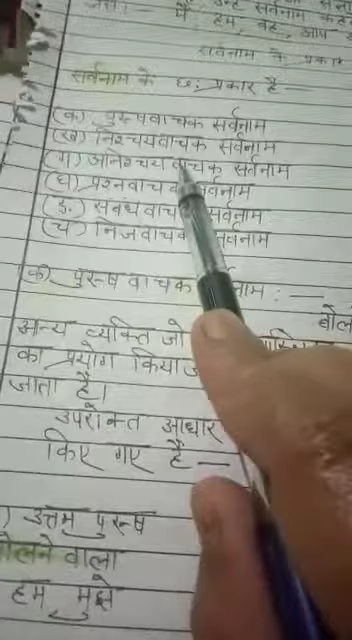 में हम, वह, आप
सर्वनाम के प्रकार
सर्वनाम के छ: प्रकार है —
(क) पुरुषवाचक सर्वनाम
(ख) निश्चयवाचक सर्वनाम
(ग) अनिश्चयवाचक सर्वनाम
(घ) प्रश्नवाचक सर्वनाम
(ङ) संबंधवाच सर्वनाम
(च) निजवाचक सर्वनाम
(क) पुरुष वाचक नाम : —
बोल
अन्य व्यक्ति जो
का प्रयोग किया
जाता है।
उपरोक्त आधार
किए गए है —
) उत्तम पुरुष
बोलने वाला
हम, मुझे